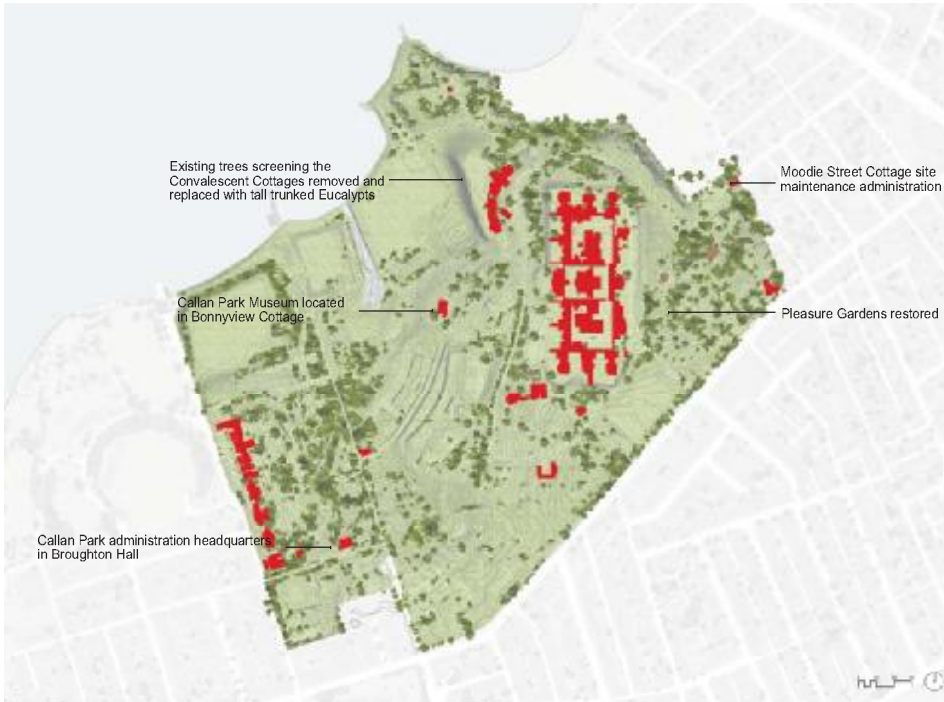 Existing trees screening the
Convalescent Cottages removed and
replaced with tall trunked Eucalypts
Moodie Street Cottage site
maintenance administration
Callan Park Museum located
in Bonnyview Cottage
Pleasure Gardens restored
Callan Park administration headquarters
in Broughton Hall